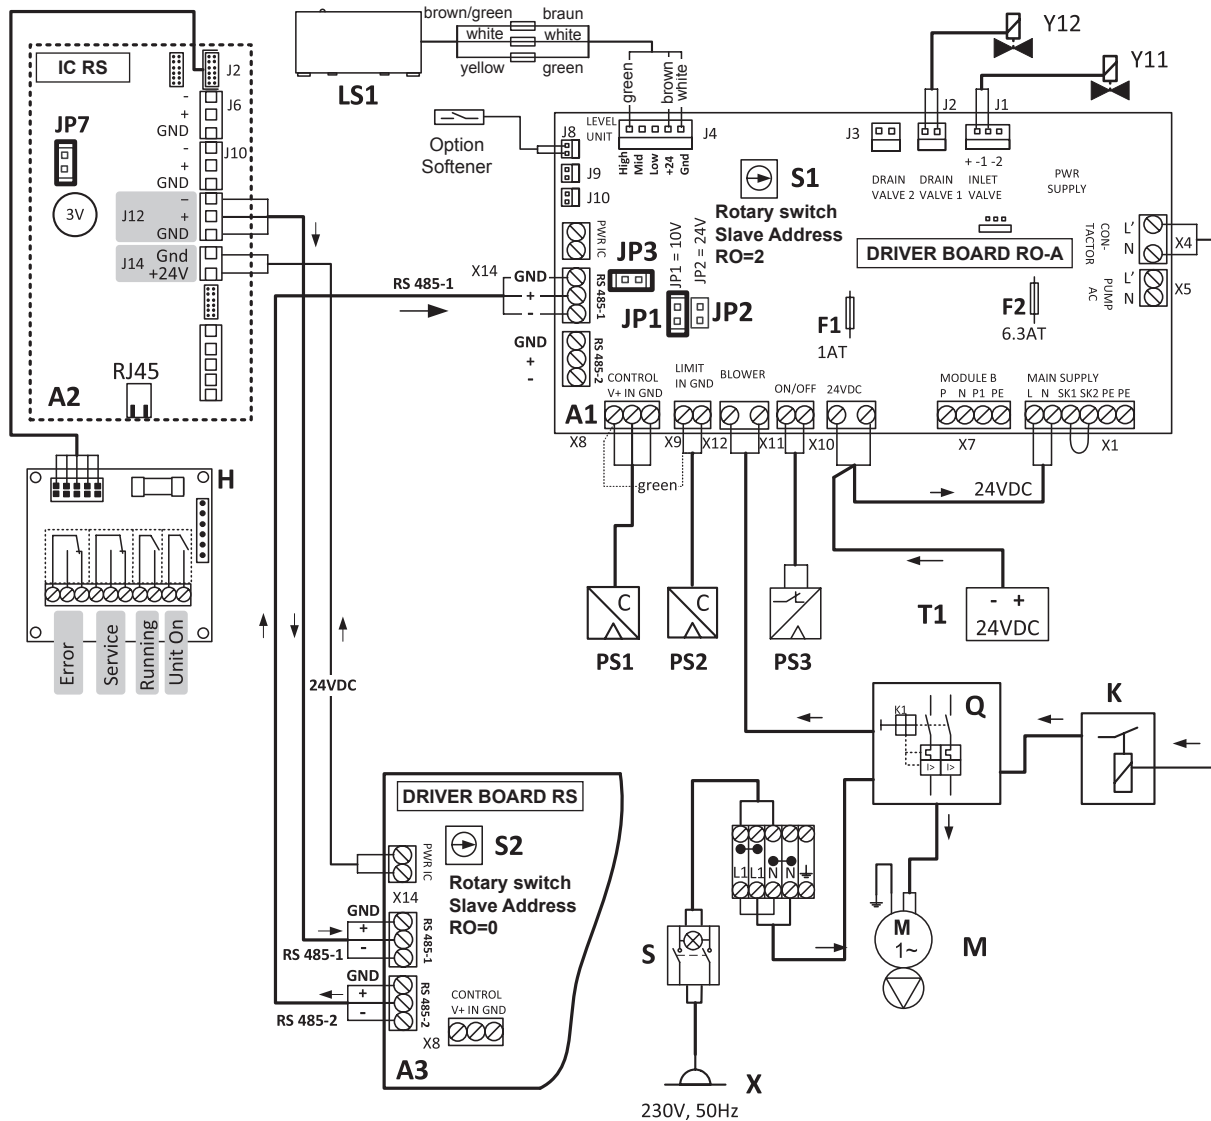 brown/green
braun
white
white
yellow
green
LS1
IC RS
J2
-
+
GND
J6
JP7
-
+
GND
J10
3V
J12
–
+
GND
J14
Gnd
+24V
RJ45
A2
Option
Softener
green
brown
white
LEVEL
UNIT
J4
High
Mid
Low
+24
Gnd
J8
J9
J10
S1
Rotary switch
Slave Address
RO=2
Y12
Y11
J3
J2
J1
+ -1 -2
DRAIN
VALVE 2
DRAIN
VALVE 1
INLET
VALVE
PWR
SUPPLY
DRIVER BOARD RO-A
L'
N
CON-
TACTOR
X4
L'
N
PUMP
AC
X5
PWR IC
JP3
JP1 = 10V
JP2 = 24V
JP1
JP2
X14
GND
+
-
RS 485-1
RS 485-1
GND
+
-
RS 485-2
F1
1AT
F2
6.3AT
A1
CONTROL
V+ IN GND
X8
LIMIT
IN GND
X9
BLOWER
X12
ON/OFF
X11
24VDC
X10
MODULE B
P N P1 PE
X7
MAIN SUPPLY
L N SK1 SK2 PE PE
X1
green
24VDC
H
Error
Service
Running
Unit On
C
PS1
C
PS2
PS3
T1
- +
24VDC
24VDC
K1
I>
I>
Q
K
DRIVER BOARD RS
S2
Rotary switch
Slave Address
RO=0
PWR IC
X14
GND
+
-
RS 485-1
RS 485-1
GND
+
-
RS 485-2
RS 485-2
CONTROL
V+ IN GND
X8
A3
L1 L1 N N
S
M
1~
M
X
230V, 50Hz